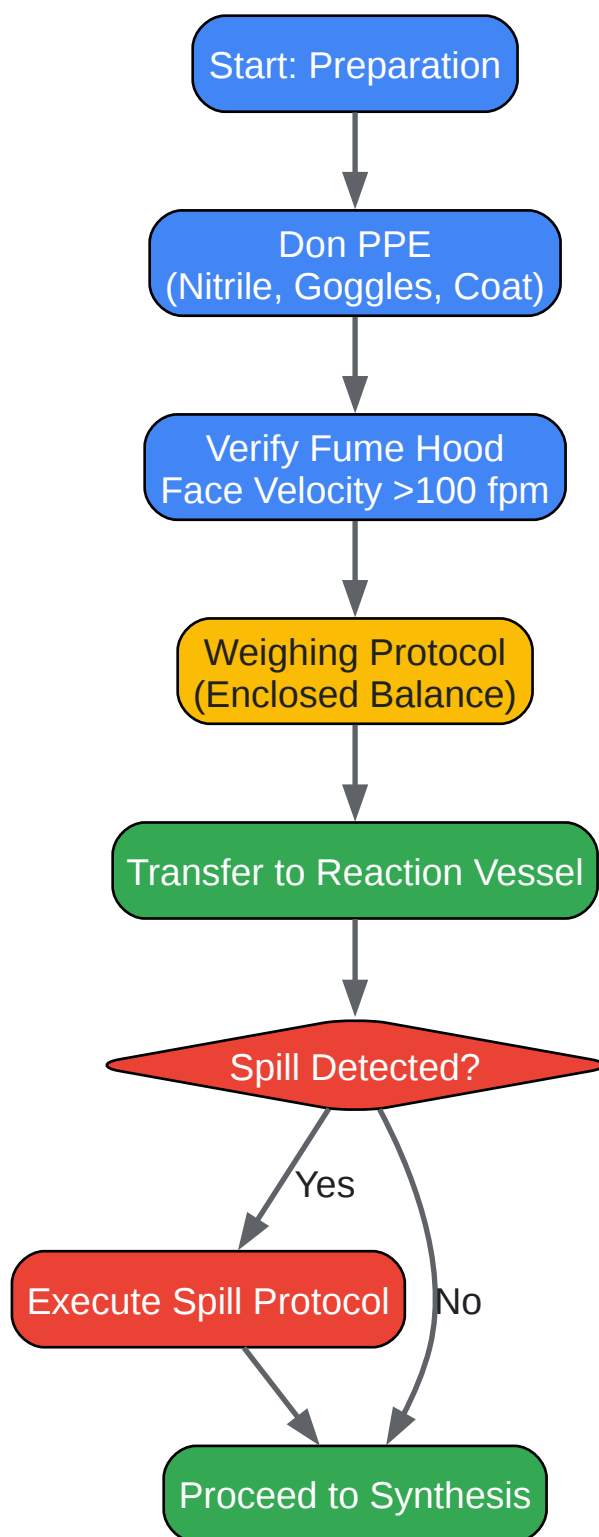 Start: Preparation
Don PPE
(Nitrile, Goggles, Coat)
Verify Fume Hood
Face Velocity >100 fpm
Weighing Protocol
(Enclosed Balance)
Transfer to Reaction Vessel
Spill Detected?
Yes
Execute Spill Protocol
No
Proceed to Synthesis